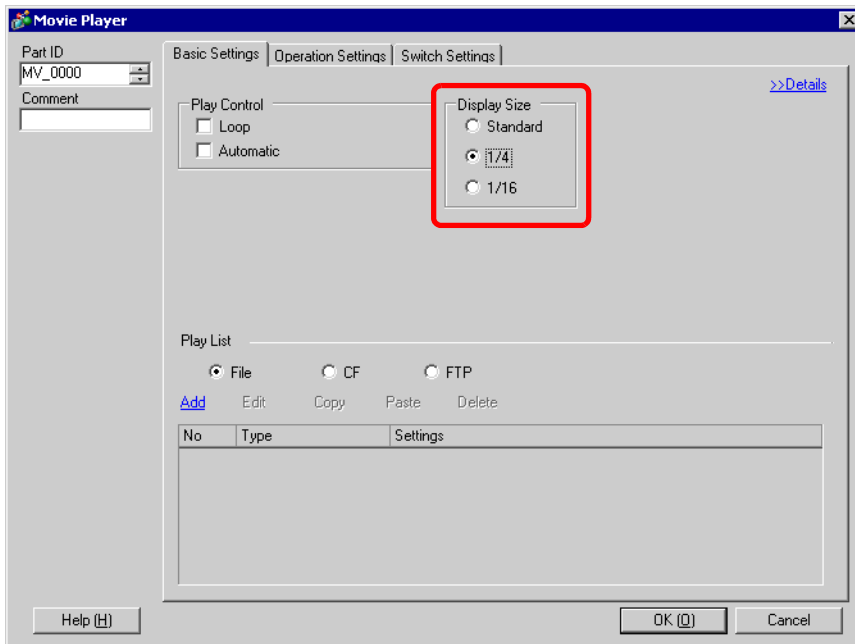 Movie Player
Part ID
MV_0000
Comment
Basic Settings Operation Settings Switch Settings
>>Details
Play Control
Loop
Automatic
Display Size
Standard
1/4
1/16
Play List
File CF FTP
Add Edit Copy Paste Delete
No Type Settings
Help (H) OK (O) Cancel